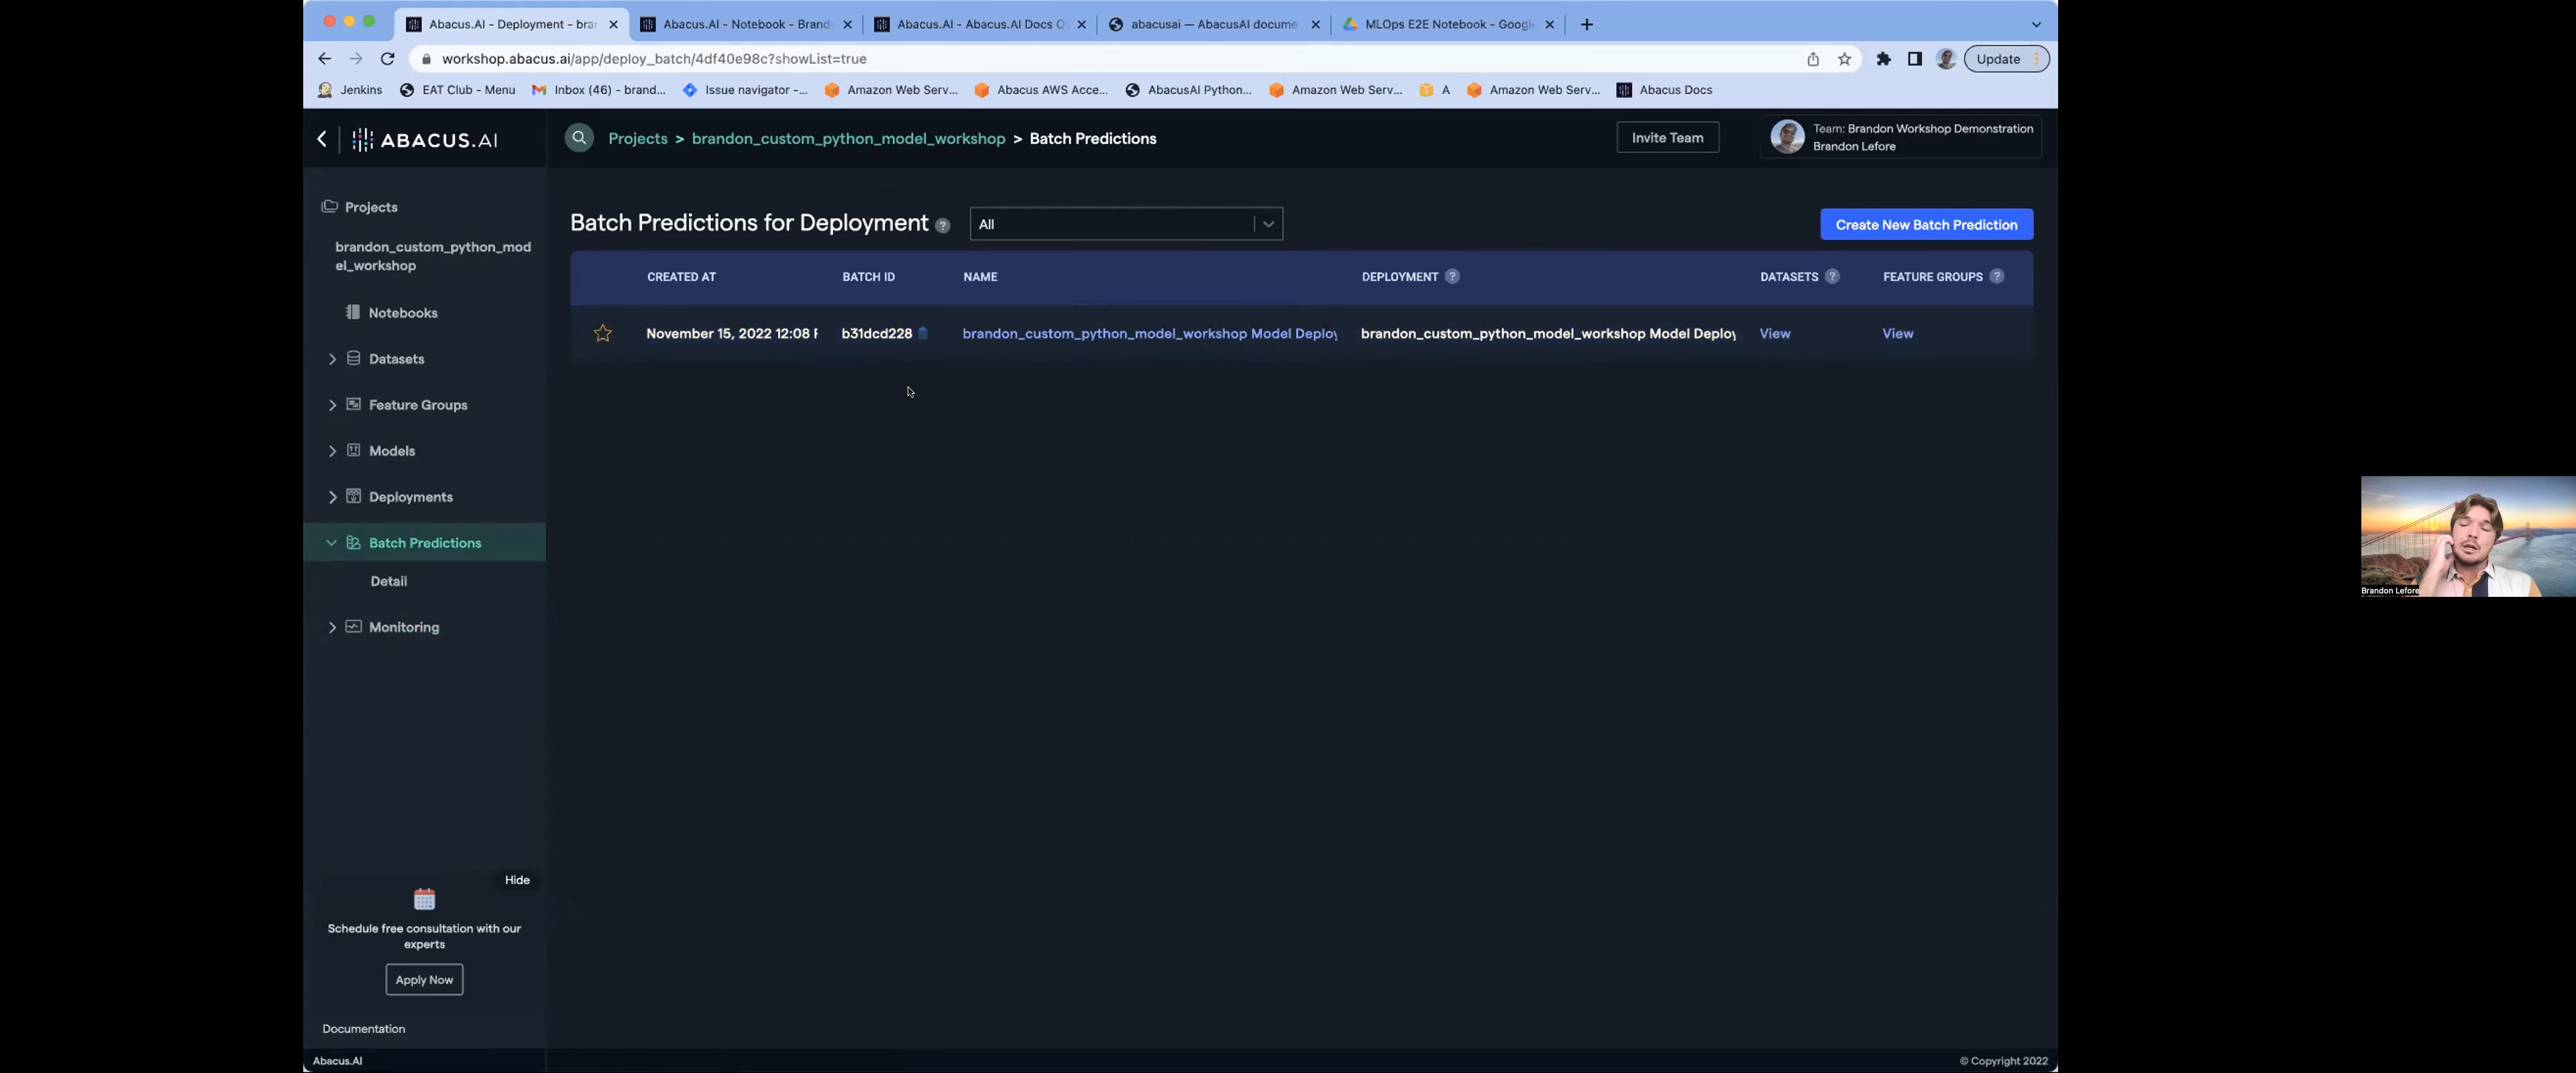 Abacus.AI - Deployment - bra
Abacus.AI - Notebook - Brand
Abacus.AI - Abacus.AI Docs O
abacusai — AbacusAI docume
MLOps E2E Notebook - Googl
workshop.abacus.ai/app/deploy_batch/4df40e98c?showList=true
Update
Jenkins
EAT Club - Menu
Inbox (46) - brand...
Issue navigator -...
Amazon Web Serv...
Abacus AWS Acce...
AbacusAI Python...
Amazon Web Serv...
A
Amazon Web Serv...
Abacus Docs
ABACUS.AI
Projects > brandon_custom_python_model_workshop > Batch Predictions
Invite Team
Team: Brandon Workshop Demonstration
Brandon Lefore
Projects
brandon_custom_python_mod
el_workshop
Notebooks
Datasets
Feature Groups
Models
Deployments
Batch Predictions
Detail
Monitoring
Hide
Schedule free consultation with our
experts
Apply Now
Documentation
Batch Predictions for Deployment ?
All
Create New Batch Prediction
CREATED AT
BATCH ID
NAME
DEPLOYMENT ?
DATASETS ?
FEATURE GROUPS ?
November 15, 2022 12:08
b31dcd228
brandon_custom_python_model_workshop Model Deploy
brandon_custom_python_model_workshop Model Deploy
View
View
Brandon Lefore
Abacus.AI
© Copyright 2022